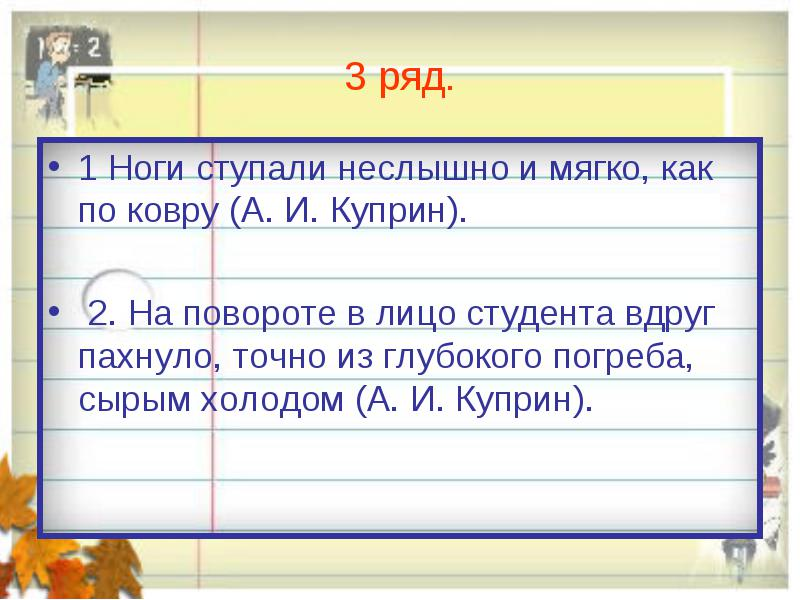 3 ряд.
• 1 Ноги ступали неслышно и мягко, как
по ковру (А. И. Куприн).
• 2. На повороте в лицо студента вдруг
пахнуло, точно из глубокого погреба,
сырым холодом (А. И. Куприн).